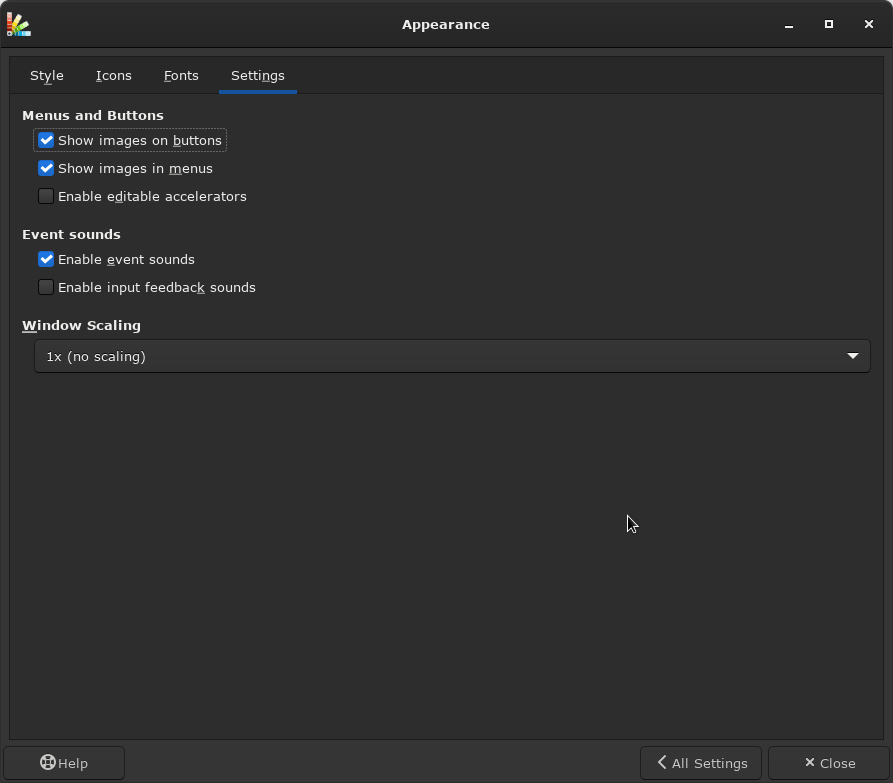 Appearance
Style Icons Fonts Settings
Menus and Buttons
Show images on buttons
Show images in menus
Enable editable accelerators
Event sounds
Enable event sounds
Enable input feedback sounds
Window Scaling
1x (no scaling)
Help All Settings Close